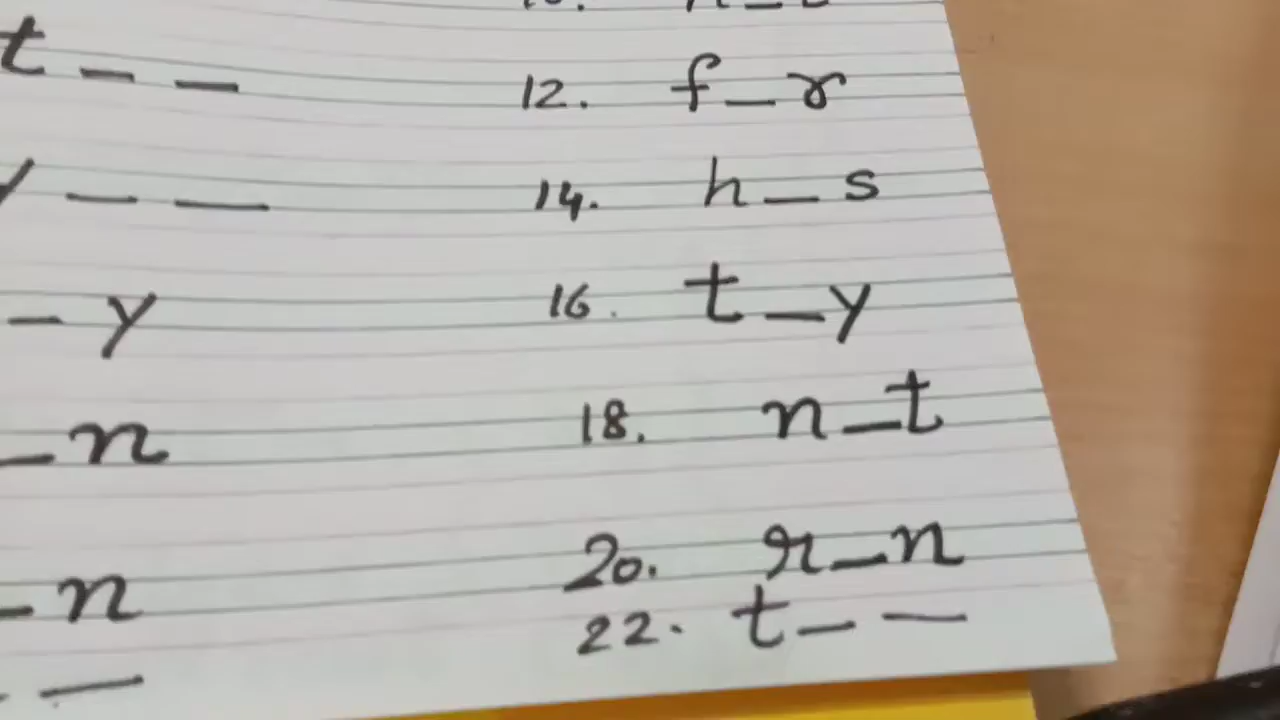 t _ _ 12. f_r
_ _ 14. h_s
_ y 16. t_y
_ n 18. n_t
_ n 20. r_n
_ _ 22. t_ _